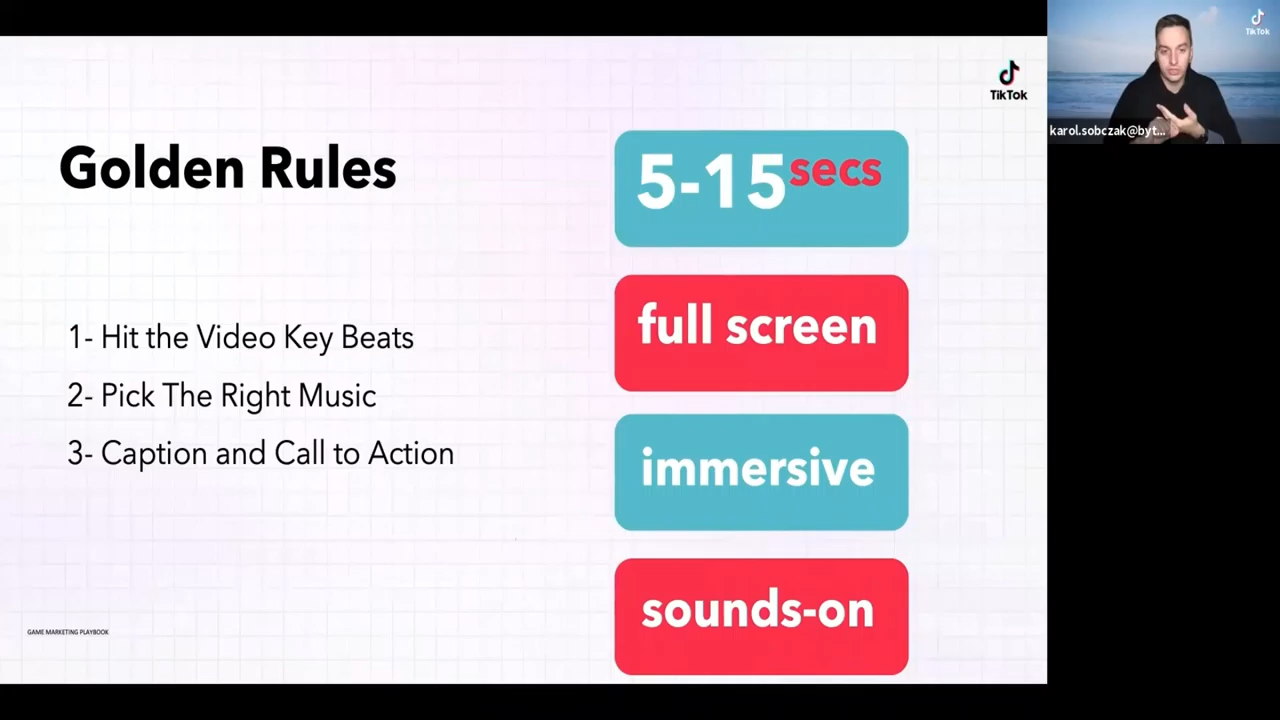 TikTok
Golden Rules
1- Hit the Video Key Beats
2- Pick The Right Music
3- Caption and Call to Action
5-15secs
full screen
immersive
sounds-on
GAME MARKETING PLAYBOOK
TikTok
karol.sobczak@byt...